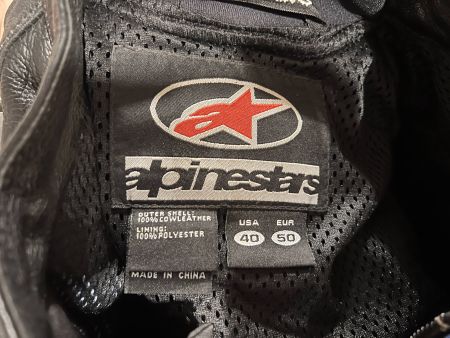 alpinestars
OUTER SHELL:
100% COWLEATHER
LINING:
100% POLYESTER
MADE IN CHINA
USA EUR
40 50